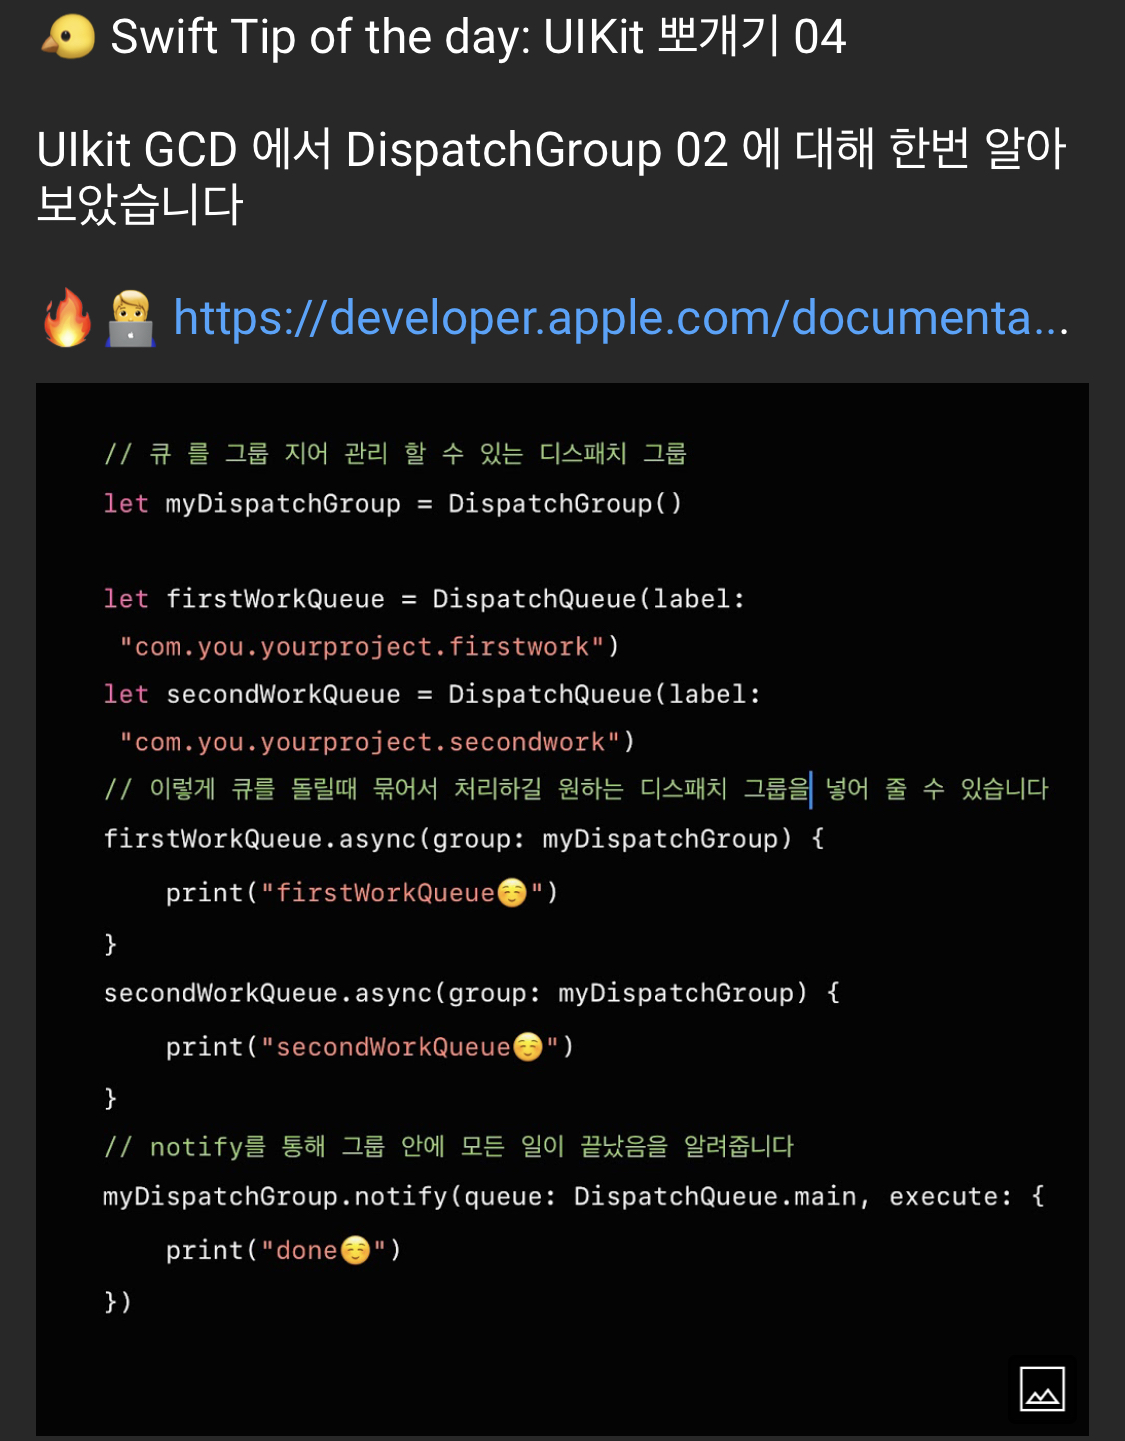 🐤 Swift Tip of the day: UIKit 뽀개기 04
UIkit GCD 에서 DispatchGroup 02 에 대해 한번 알아
보았습니다
🔥👨‍💻 https://developer.apple.com/documenta...
// 큐 를 그룹 지어 관리 할 수 있는 디스패치 그룹
let myDispatchGroup = DispatchGroup()
let firstWorkQueue = DispatchQueue(label:
"com.you.yourproject.firstwork")
let secondWorkQueue = DispatchQueue(label:
"com.you.yourproject.secondwork")
// 이렇게 큐를 돌릴때 묶어서 처리하길 원하는 디스패치 그룹을 넣어 줄 수 있습니다
firstWorkQueue.async(group: myDispatchGroup) {
print("firstWorkQueue☺️")
}
secondWorkQueue.async(group: myDispatchGroup) {
print("secondWorkQueue☺️")
}
// notify를 통해 그룹 안에 모든 일이 끝났음을 알려줍니다
myDispatchGroup.notify(queue: DispatchQueue.main, execute: {
print("done☺️")
})